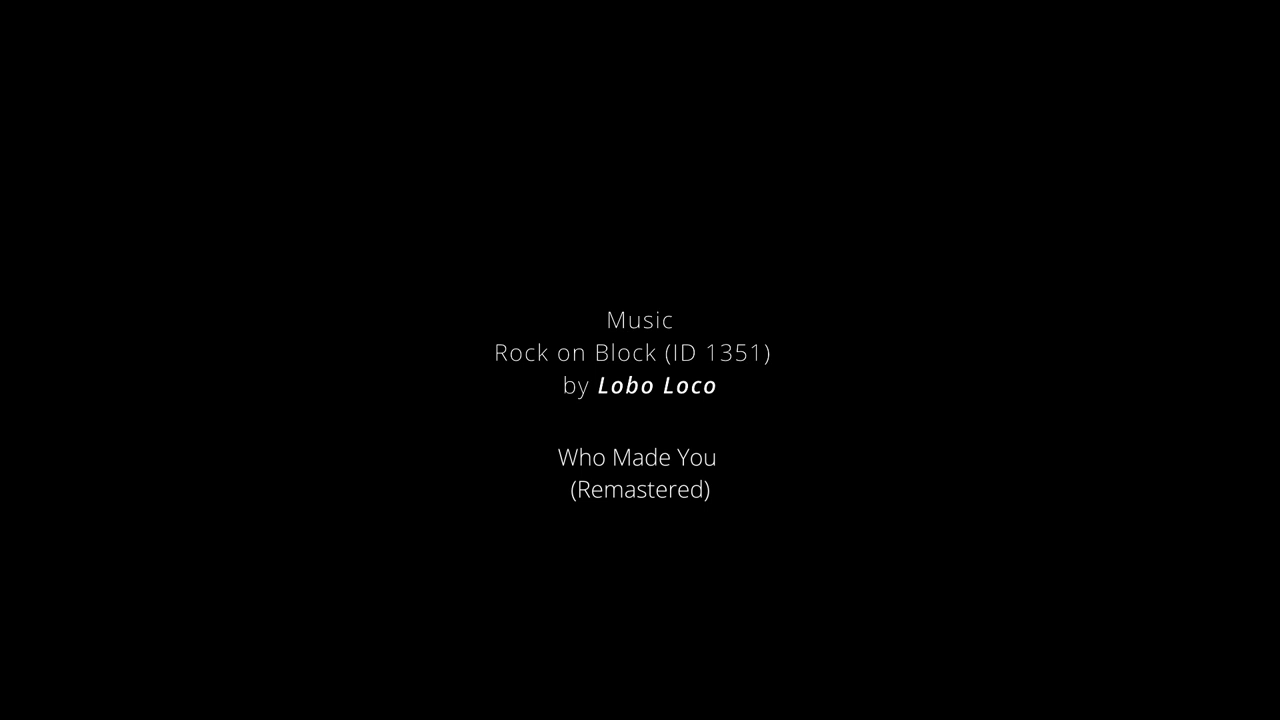 Music
Rock on Block (ID 1351)
by Lobo Loco
Who Made You
(Remastered)